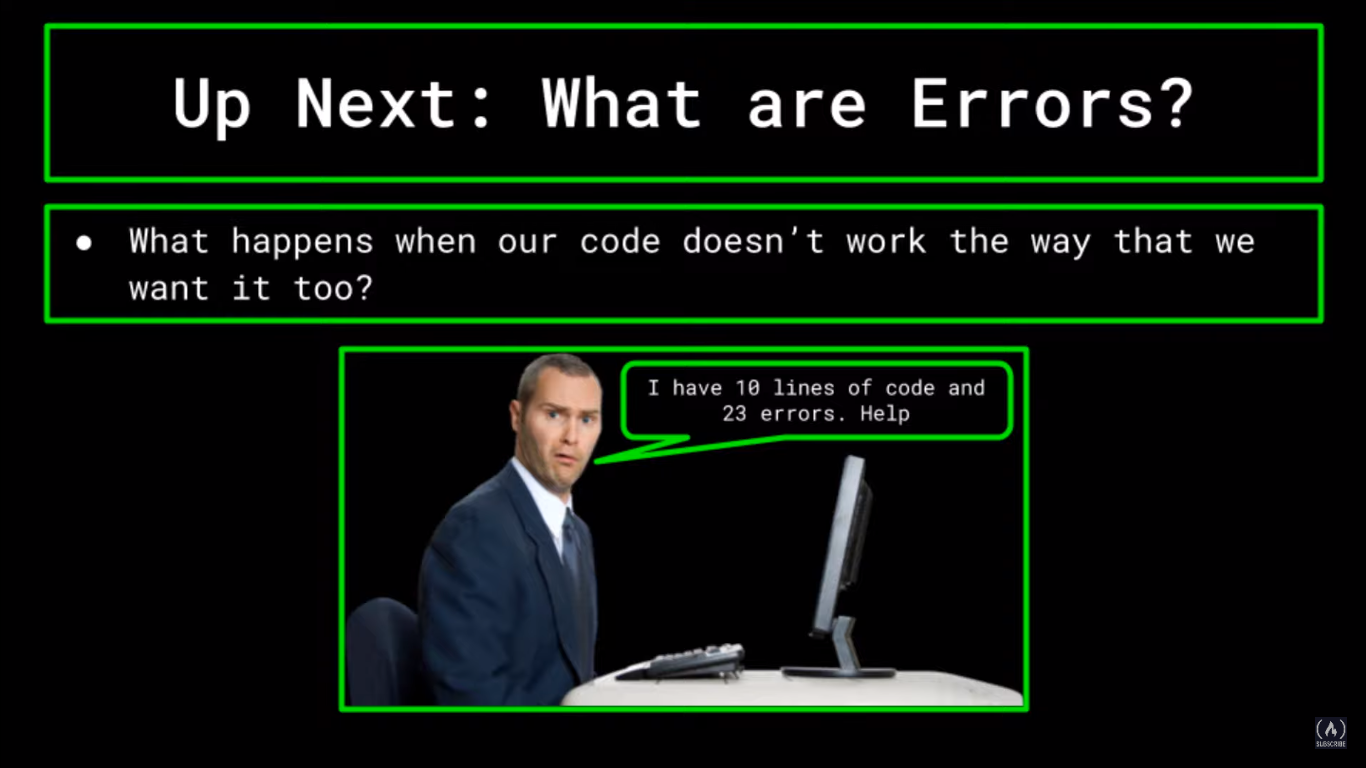 Up Next: What are Errors?
● What happens when our code doesn’t work the way that we
want it too?
I have 10 lines of code and
23 errors. Help
SUBSCRIBE